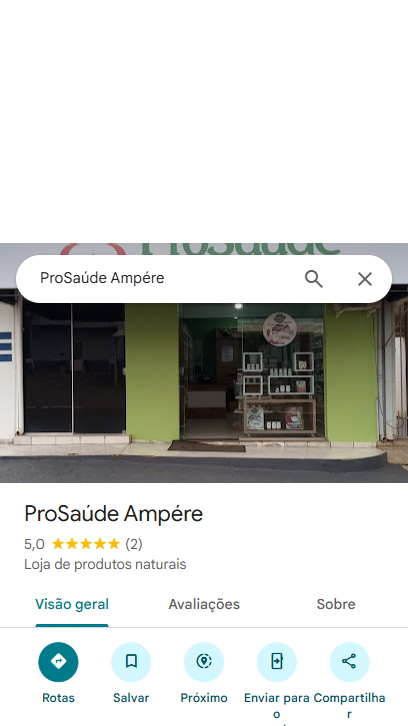 ProSaúde
ProSaúde Ampére
ProSaúde Ampére
5,0 (2)
Loja de produtos naturais
Visão geral
Avaliações
Sobre
Rotas
Salvar
Próximo
Enviar para o
Compartilhar